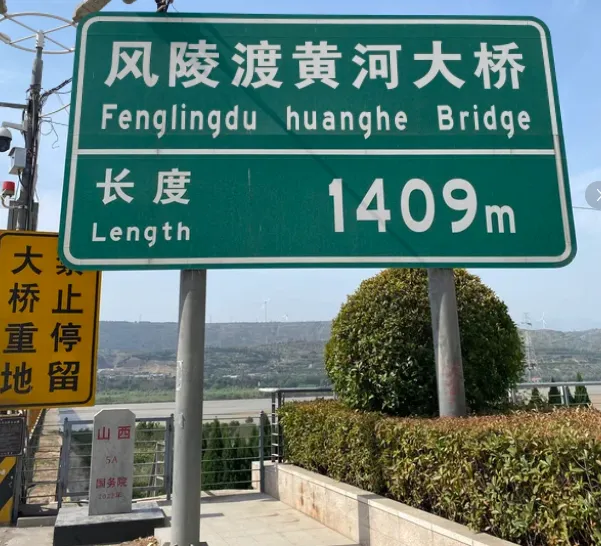 风陵渡黄河大桥
Fenglingdu huanghe Bridge
长度
Length
1409m
大桥重地
禁止停留
山西
国务院